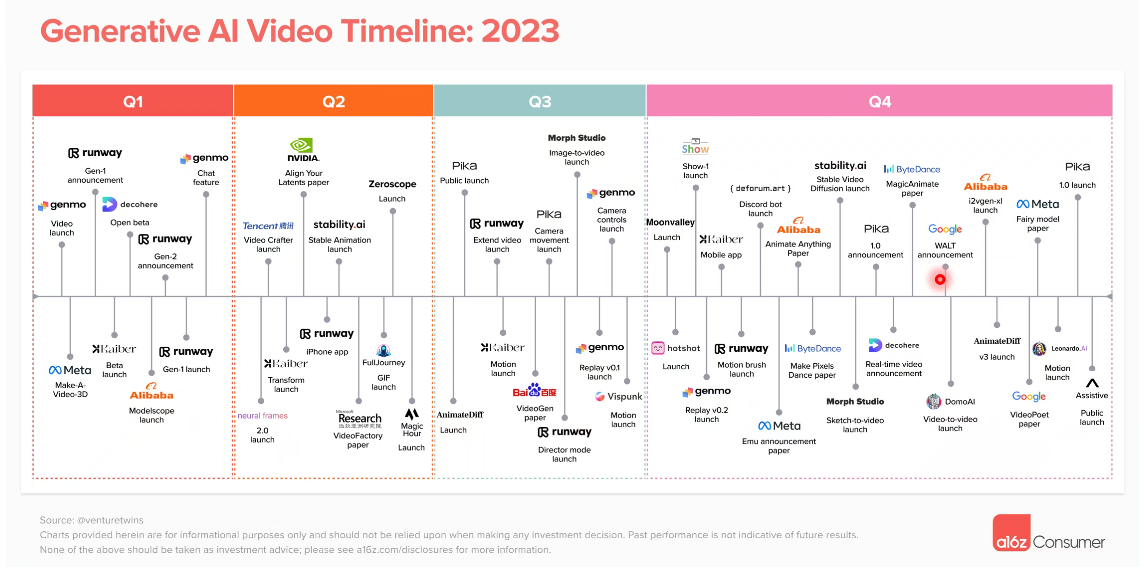 Generative AI Video Timeline: 2023
Q1
Q2
Q3
Q4
runway
Gen-1
announcement
genmo
Chat
feature
genmo
Video
launch
decohere
Open beta
runway
Gen-2
announcement
Meta
Make-A-
Video-3D
Kaiber
Beta
launch
Alibaba
Modelscope
launch
runway
Gen-1 launch
NVIDIA.
Align Your
Latents paper
Zeroscope
Launch
Tencent 腾讯
Video Crafter
launch
stability.ai
Stable Animation
launch
neural frames
2.0
launch
Kaiber
Transform
launch
runway
iPhone app
Microsoft
Research
VideoFactory
paper
FullJourney
GIF
launch
Magic
Hour
Launch
Pika
Public launch
runway
Extend video
launch
Pika
Camera
movement
launch
Morph Studio
Image-to-video
launch
genmo
Camera
controls
launch
AnimateDiff
Launch
Kaiber
Motion
launch
Bai du 百度
VideoGen
paper
runway
Director mode
launch
genmo
Replay v0.1
launch
Vispunk
Motion
launch
Moonvalley
Launch
Show
Show-1
launch
Kaiber
Mobile app
{ deforum.art }
Discord bot
launch
Alibaba
Animate Anything
Paper
stability.ai
Stable Video
Diffusion launch
Pika
1.0
announcement
ByteDance
MagicAnimate
paper
Google
WALT
announcement
Alibaba
i2vgen-xl
launch
Meta
Fairy model
paper
Pika
1.0 launch
hotshot
Launch
genmo
Replay v0.2
launch
runway
Motion brush
launch
Meta
Emu announcement
paper
ByteDance
Make Pixels
Dance paper
Morph Studio
Sketch-to-video
launch
decohere
Real-time video
announcement
DomoAI
Video-to-video
launch
AnimateDiff
v3 launch
Google
VideoPoet
paper
Leonardo.Ai
Motion
launch
Assistive
Public
launch
Source: @venturetwins
Charts provided herein are for informational purposes only and should not be relied upon when making any investment decision. Past performance is not indicative of future results.
None of the above should be taken as investment advice; please see a16z.com/disclosures for more information.
a16z Consumer